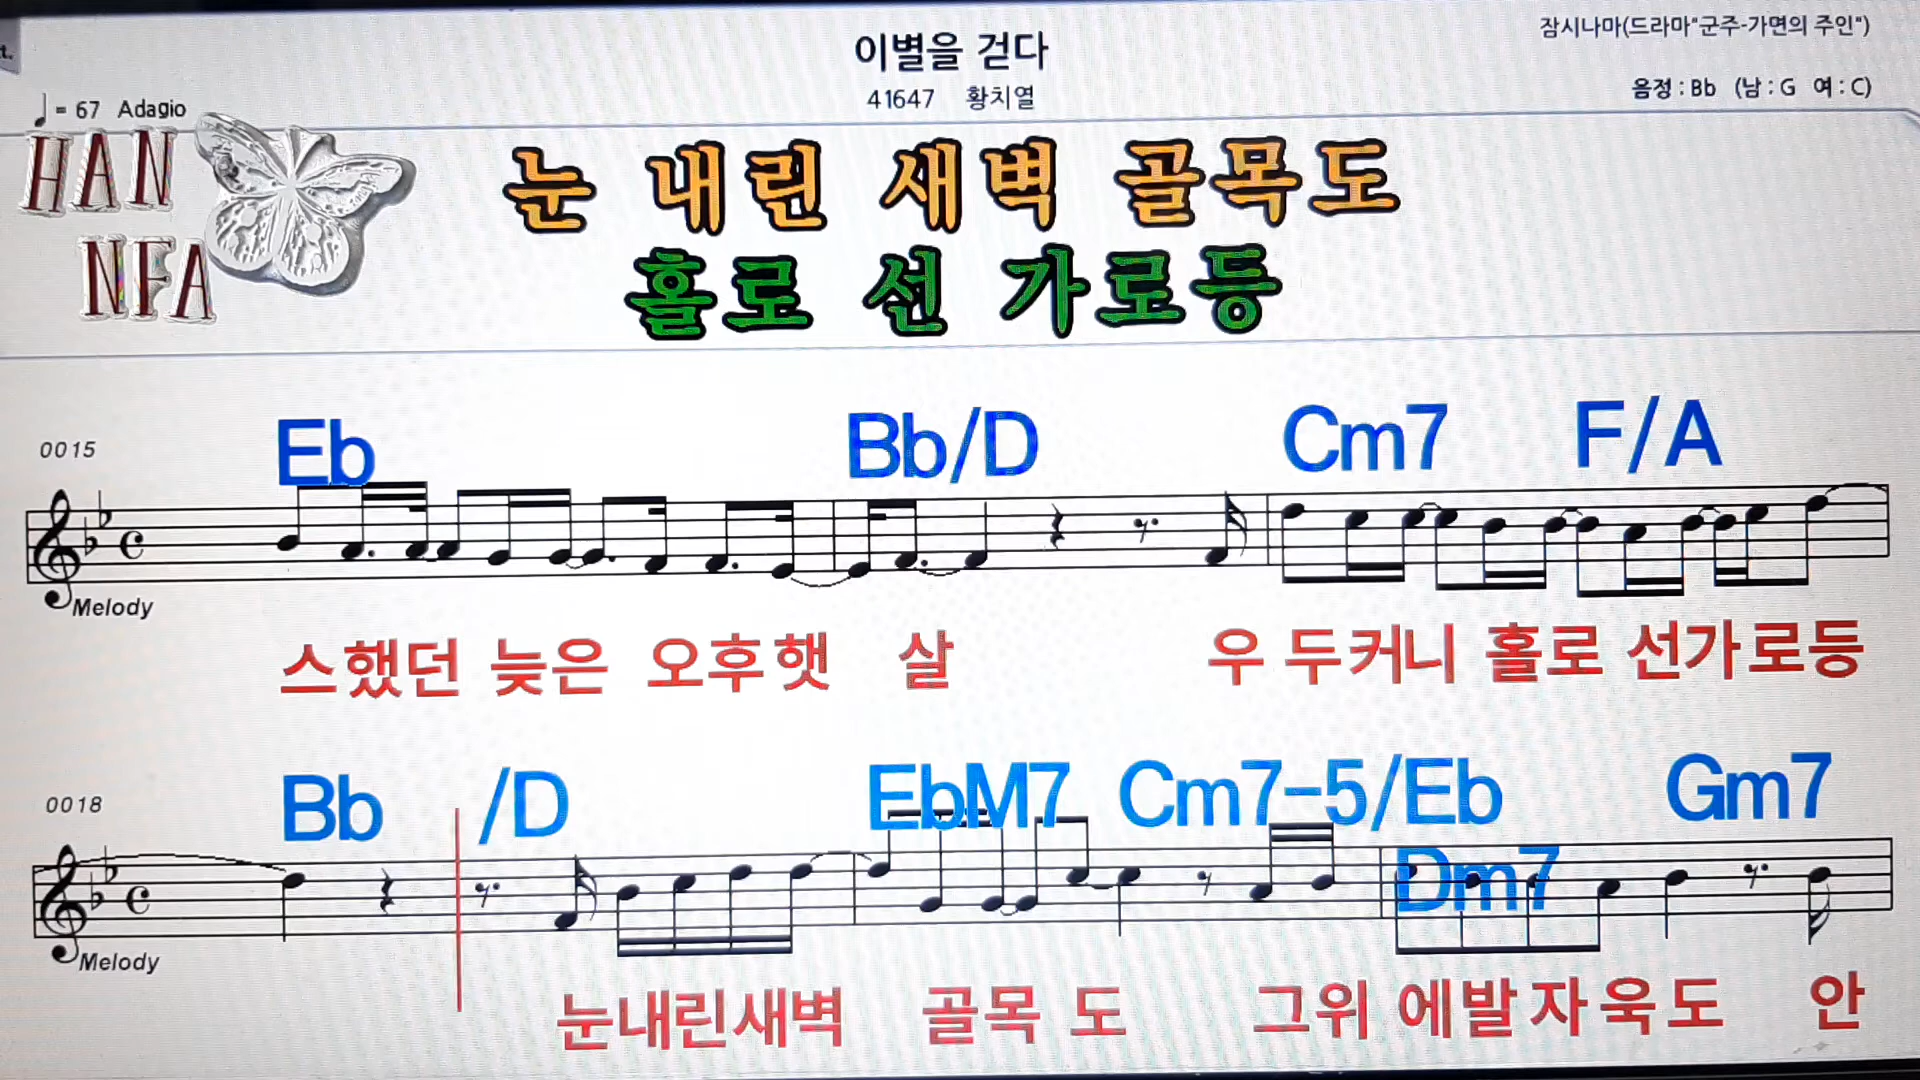 t.
이별을 걷다
잠시나마(드라마"군주-가면의 주인")
41647 황치열
음정 : Bb (남 : G 여 : C)
♩ = 67 Adagio
HAN
NFA
눈 내린 새벽 골목도
홀로 선 가로등
Eb Bb/D Cm7 F/A
0015
Melody
스했던 늦은 오후햇 살 우 두커니 홀로 선가로등
Bb /D EbM7 Cm7-5/Eb Gm7
0018
Dm7
Melody
눈내린새벽 골목 도 그위 에발자욱도 안